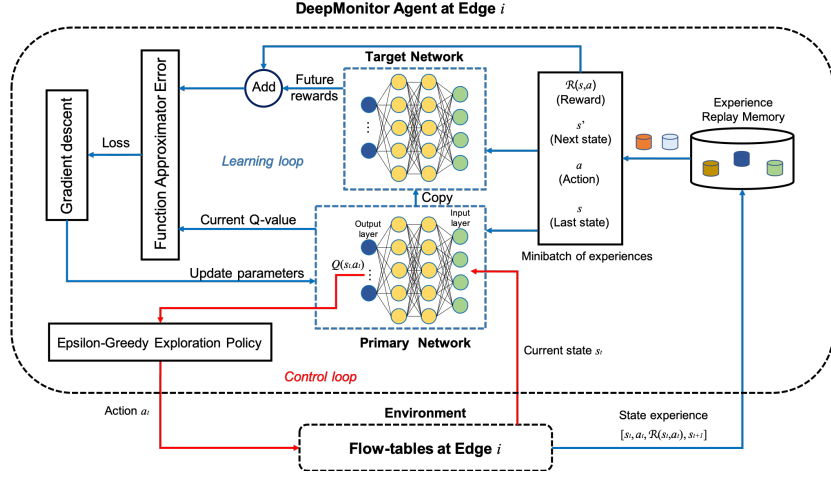 DeepMonitor Agent at Edge i
Target Network
Add
Future
rewards
R(s,a)
(Reward)
s'
(Next state)
a
(Action)
s
(Last state)
Minibatch of experiences
Experience
Replay Memory
Function Approximator Error
Gradient descent
Loss
Learning loop
Copy
Current Q-value
Output
layer
Input
layer
Q(st,at)
Update parameters
Primary Network
Epsilon-Greedy Exploration Policy
Control loop
Current state st
Action at
Environment
Flow-tables at Edge i
State experience
[st, at, R(st,at), st+1]